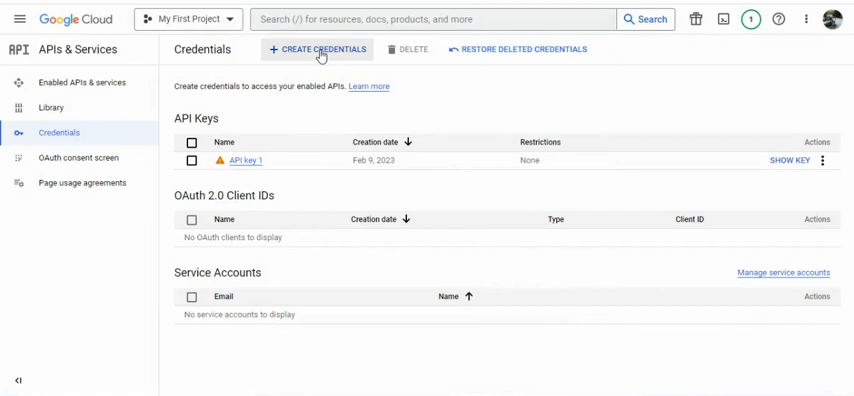 Google Cloud My First Project Search (/) for resources, docs, products, and more Search 1
API APIs & Services
Enabled APIs & services
Library
Credentials
OAuth consent screen
Page usage agreements
Credentials + CREATE CREDENTIALS DELETE RESTORE DELETED CREDENTIALS
Create credentials to access your enabled APIs. Learn more
API Keys
Name Creation date Restrictions Actions
API key 1 Feb 9, 2023 None SHOW KEY
OAuth 2.0 Client IDs
Name Creation date Type Client ID Actions
No OAuth clients to display
Service Accounts Manage service accounts
Email Name Actions
No service accounts to display